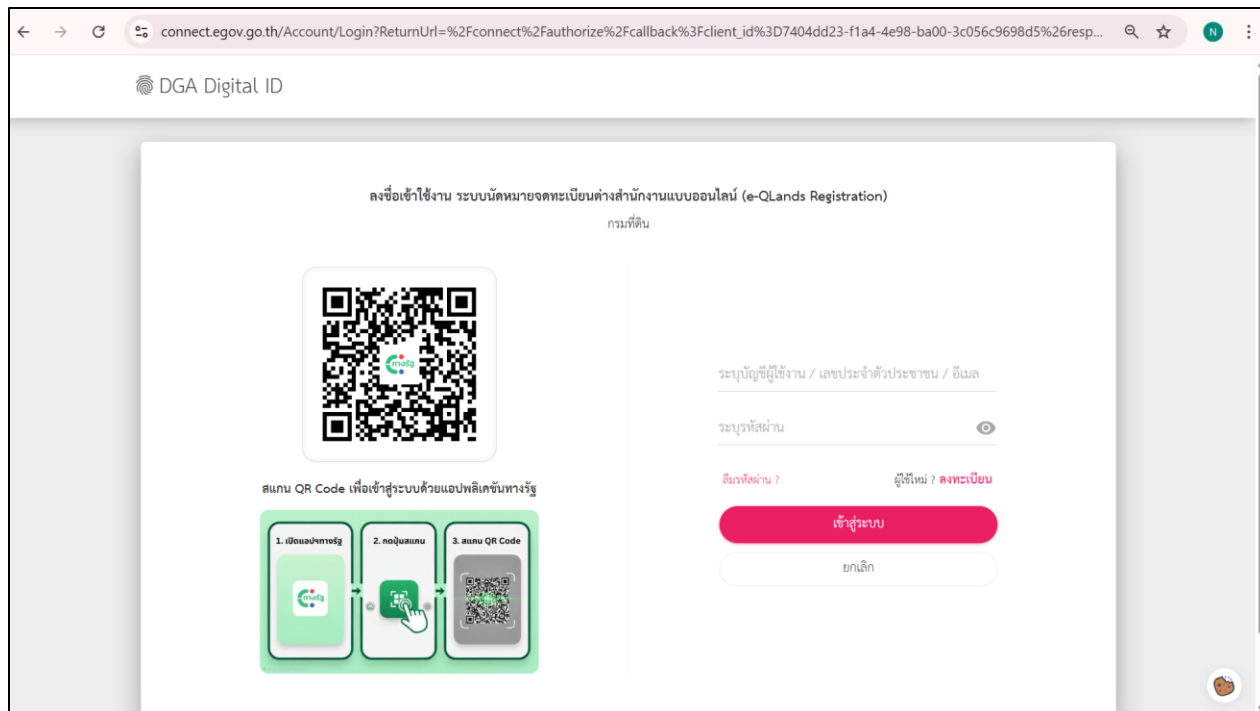 connect.egov.go.th/Account/Login?ReturnUrl=%2Fconnect%2Fauthorize%2Fcallback%3Fclient_id%3D7404dd23-f1a4-4e98-ba00-3c056c9698d5%26resp...
N
DGA Digital ID
ลงชื่อเข้าใช้งาน ระบบนัดหมายจดทะเบียนต่างสำนักงานแบบออนไลน์ (e-QLands Registration)
กรมที่ดิน
ทางรัฐ
สแกน QR Code เพื่อเข้าสู่ระบบด้วยแอปพลิเคชันทางรัฐ
1. เปิดแอปฯทางรัฐ
2. กดปุ่มสแกน
3. สแกน QR Code
ทางรัฐ
ระบุบัญชีผู้ใช้งาน / เลขประจำตัวประชาชน / อีเมล
ระบุรหัสผ่าน
ลืมรหัสผ่าน ?
ผู้ใช้ใหม่ ? ลงทะเบียน
เข้าสู่ระบบ
ยกเลิก